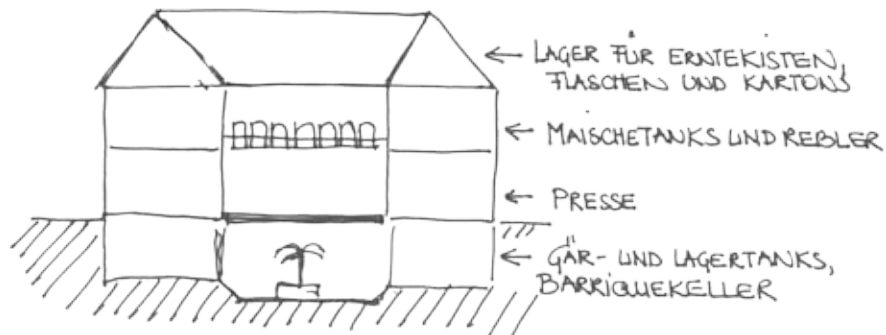 ← LAGER FÜR ERNTEKISTEN,
FLASCHEN UND KARTONS
← MAISCHETANKS UND REBLER
← PRESSE
← GÄR- UND LAGERTANKS,
BARRIQUEKELLER